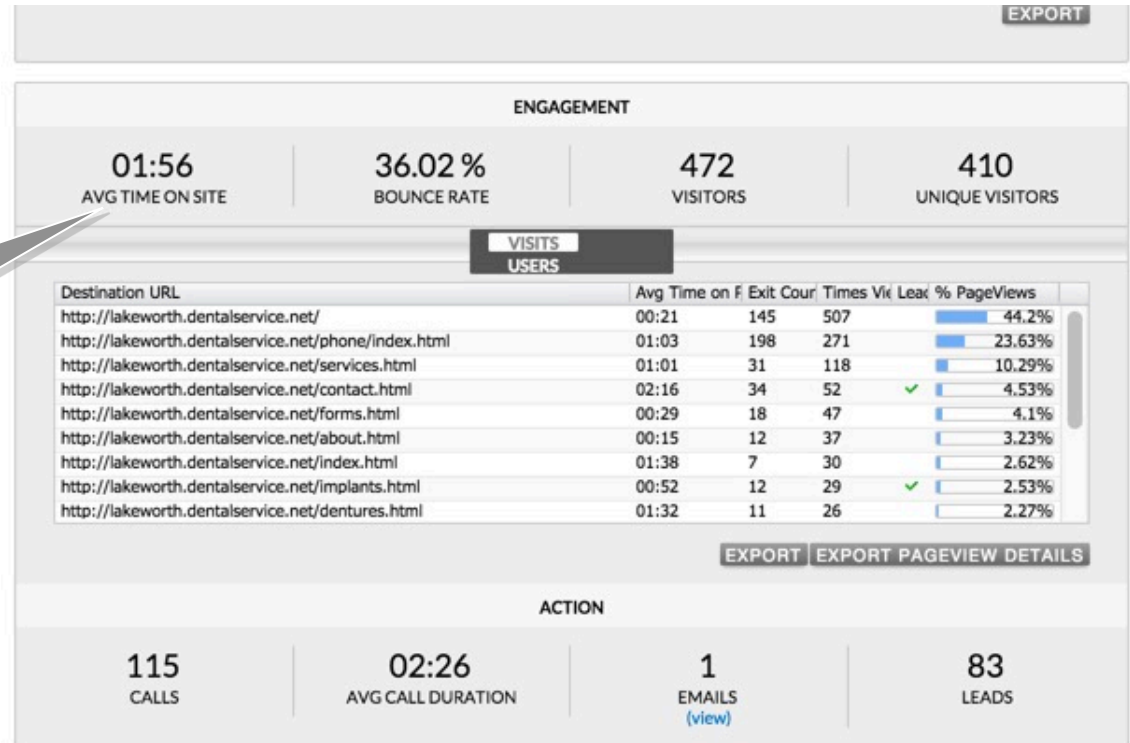 EXPORT
ENGAGEMENT
01:56 36.02 % 472 410
AVG TIME ON SITE BOUNCE RATE VISITORS UNIQUE VISITORS
VISITS
USERS
Destination URL Avg Time on P Exit Cour Times Vie Lead % PageViews
http://lakeworth.dentalservice.net/ 00:21 145 507 44.2%
http://lakeworth.dentalservice.net/phone/index.html 01:03 198 271 23.63%
http://lakeworth.dentalservice.net/services.html 01:01 31 118 10.29%
http://lakeworth.dentalservice.net/contact.html 02:16 34 52 ✓ 4.53%
http://lakeworth.dentalservice.net/forms.html 00:29 18 47 4.1%
http://lakeworth.dentalservice.net/about.html 00:15 12 37 3.23%
http://lakeworth.dentalservice.net/index.html 01:38 7 30 2.62%
http://lakeworth.dentalservice.net/implants.html 00:52 12 29 ✓ 2.53%
http://lakeworth.dentalservice.net/dentures.html 01:32 11 26 2.27%
EXPORT EXPORT PAGEVIEW DETAILS
ACTION
115 02:26 1 83
CALLS AVG CALL DURATION EMAILS LEADS
(view)